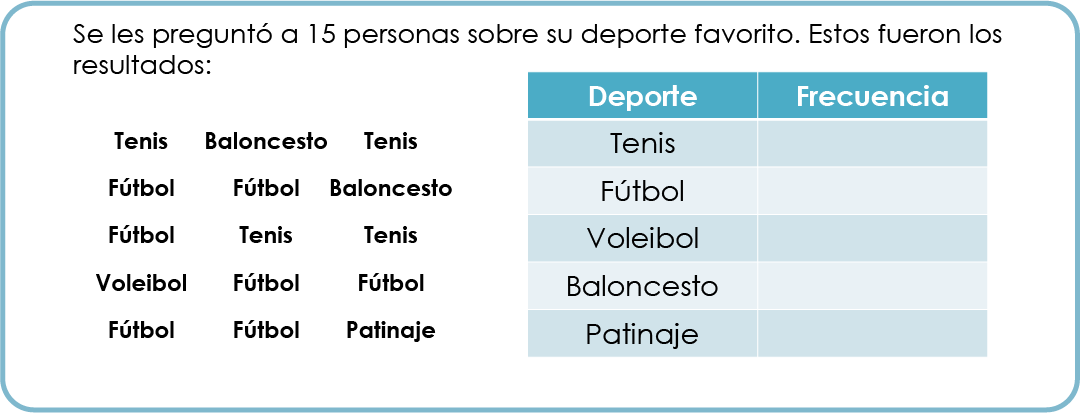 Se les preguntó a 15 personas sobre su deporte favorito. Estos fueron los
resultados:
Tenis Baloncesto Tenis
Fútbol Fútbol Baloncesto
Fútbol Tenis Tenis
Voleibol Fútbol Fútbol
Fútbol Fútbol Patinaje
Deporte Frecuencia
Tenis
Fútbol
Voleibol
Baloncesto
Patinaje